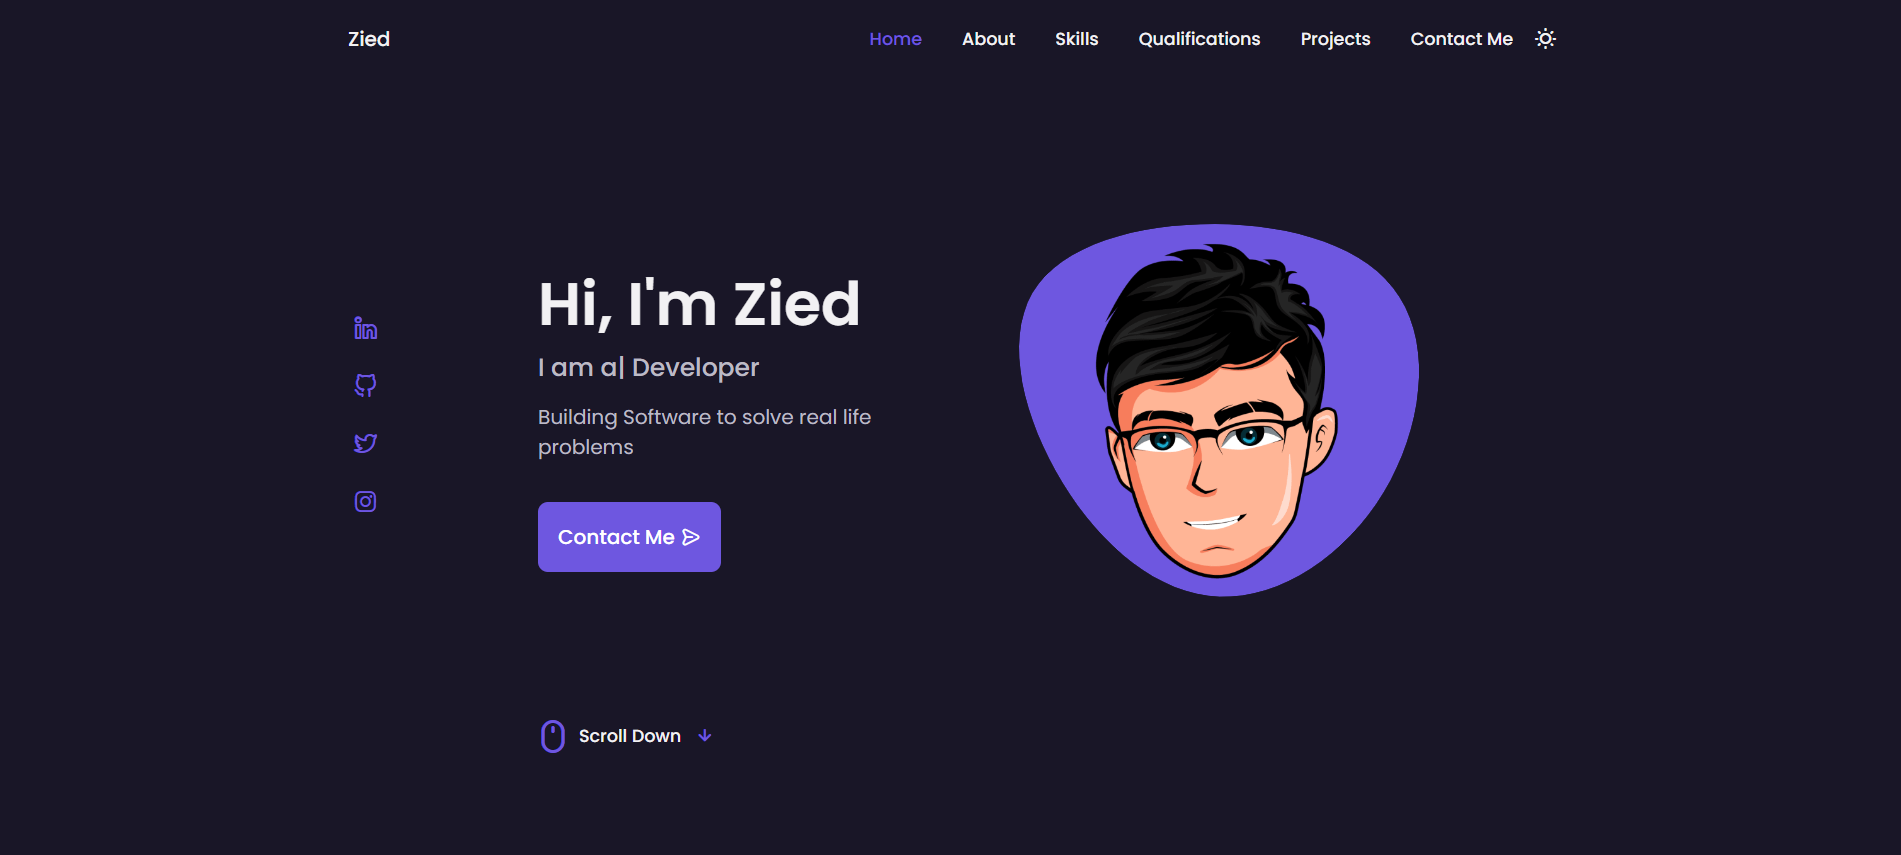 Zied
Home About Skills Qualifications Projects Contact Me
Hi, I'm Zied
I am a| Developer
Building Software to solve real life
problems
Contact Me
Scroll Down